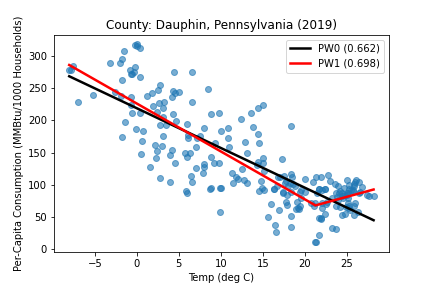 County: Dauphin, Pennsylvania (2019)
PW0 (0.662)
PW1 (0.698)
Per-Capita Consumption (MMBtu/1000 Households)
300
250
200
150
100
50
0
−5
0
5
10
15
20
25
Temp (deg C)